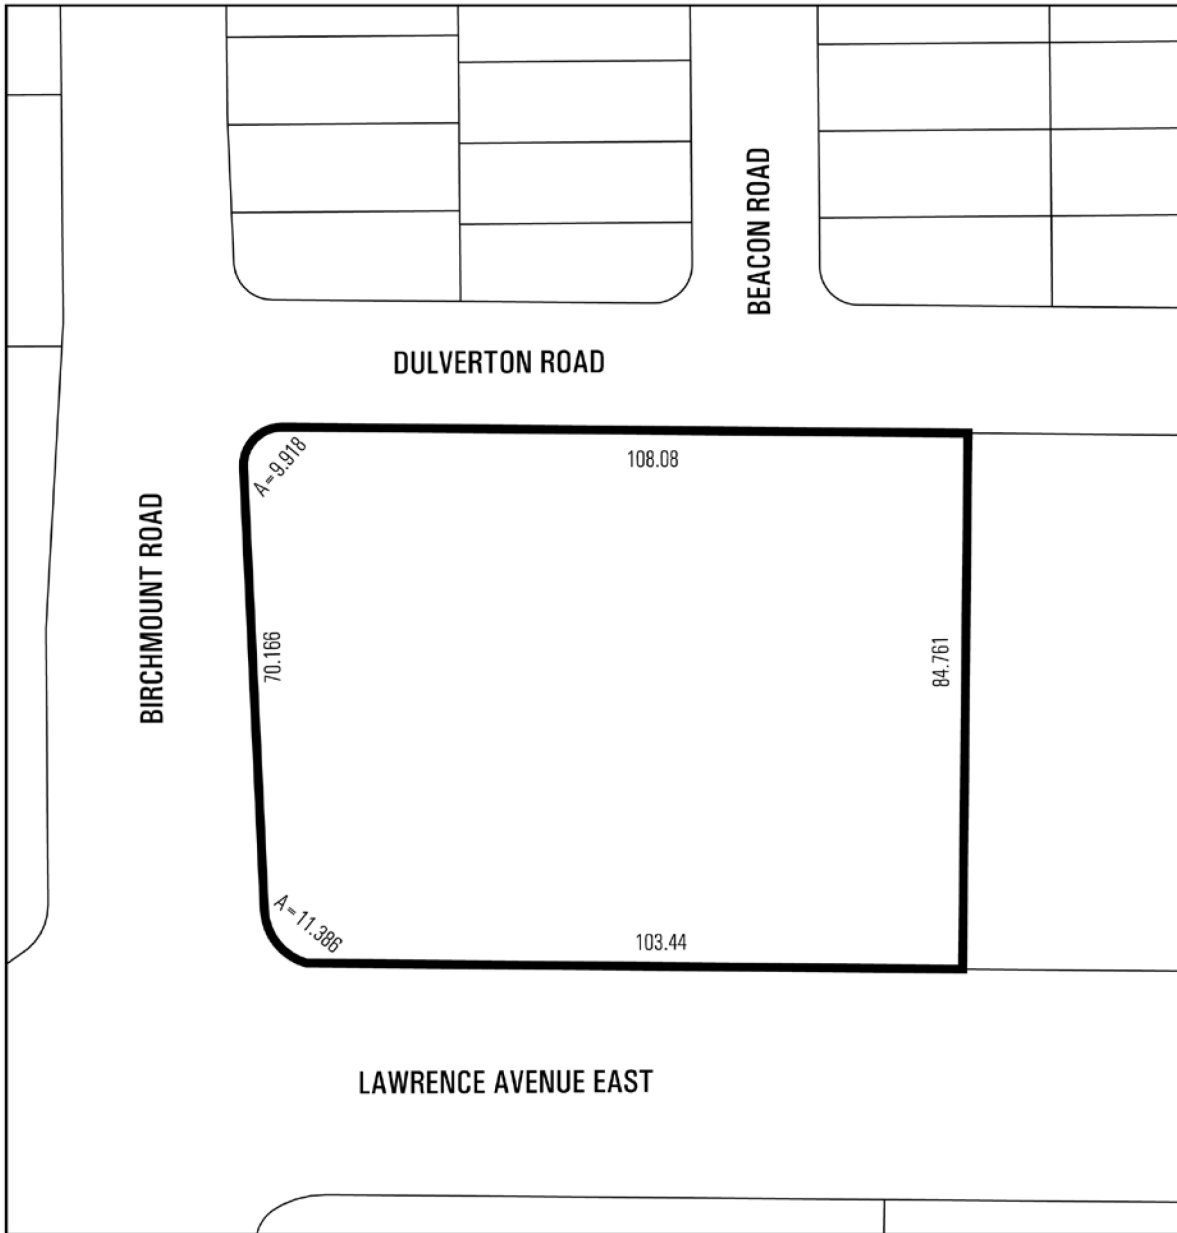 BEACON ROAD
DULVERTON ROAD
A = 9.918
108.08
BIRCHMOUNT ROAD
70.166
84.761
A = 11.386
103.44
LAWRENCE AVENUE EAST